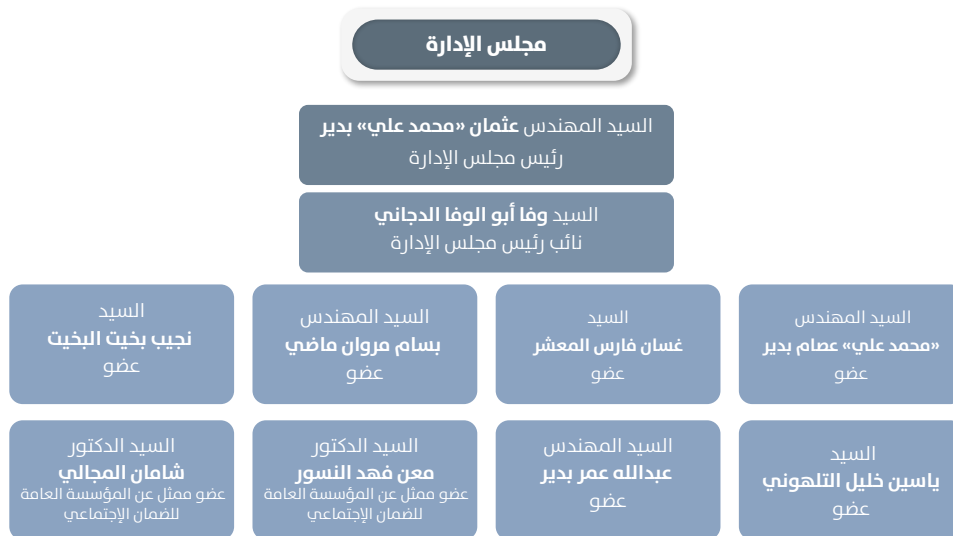 مجلس الإدارة
السيد المهندس عثمان «محمد علي» بدير
رئيس مجلس الإدارة
السيد وفا أبو الوفا الدجاني
نائب رئيس مجلس الإدارة
السيد المهندس
«محمد علي» عصام بدير
عضو
السيد
غسان فارس المعشر
عضو
السيد المهندس
بسام مروان ماضي
عضو
السيد
نجيب بخيت البخيت
عضو
السيد
ياسين خليل التلهوني
عضو
السيد المهندس
عبدالله عمر بدير
عضو
السيد الدكتور
معن فهد النسور
عضو ممثل عن المؤسسة العامة
للضمان الإجتماعي
السيد الدكتور
شامان المجالي
عضو ممثل عن المؤسسة العامة
للضمان الإجتماعي